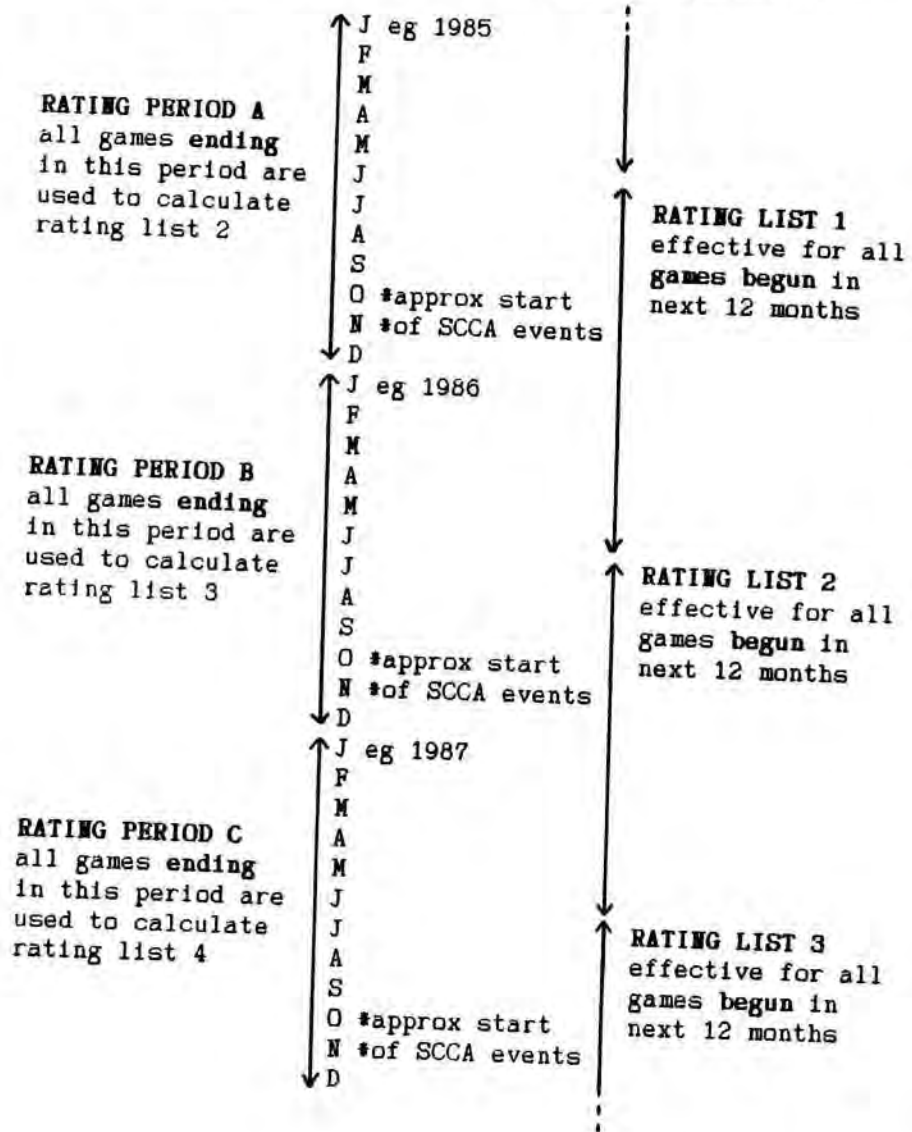 J eg 1985
F
M
RATING PERIOD A
A
all games ending
M
in this period are
J
used to calculate
J
rating list 2
A
S
O *approx start
N *of SCCA events
D
RATING LIST 1
effective for all
games begun in
next 12 months
J eg 1986
F
M
RATING PERIOD B
A
all games ending
M
in this period are
J
used to calculate
J
rating list 3
A
S
O *approx start
N *of SCCA events
D
RATING LIST 2
effective for all
games begun in
next 12 months
J eg 1987
F
M
RATING PERIOD C
A
all games ending
M
in this period are
J
used to calculate
J
rating list 4
A
S
O *approx start
N *of SCCA events
D
RATING LIST 3
effective for all
games begun in
next 12 months